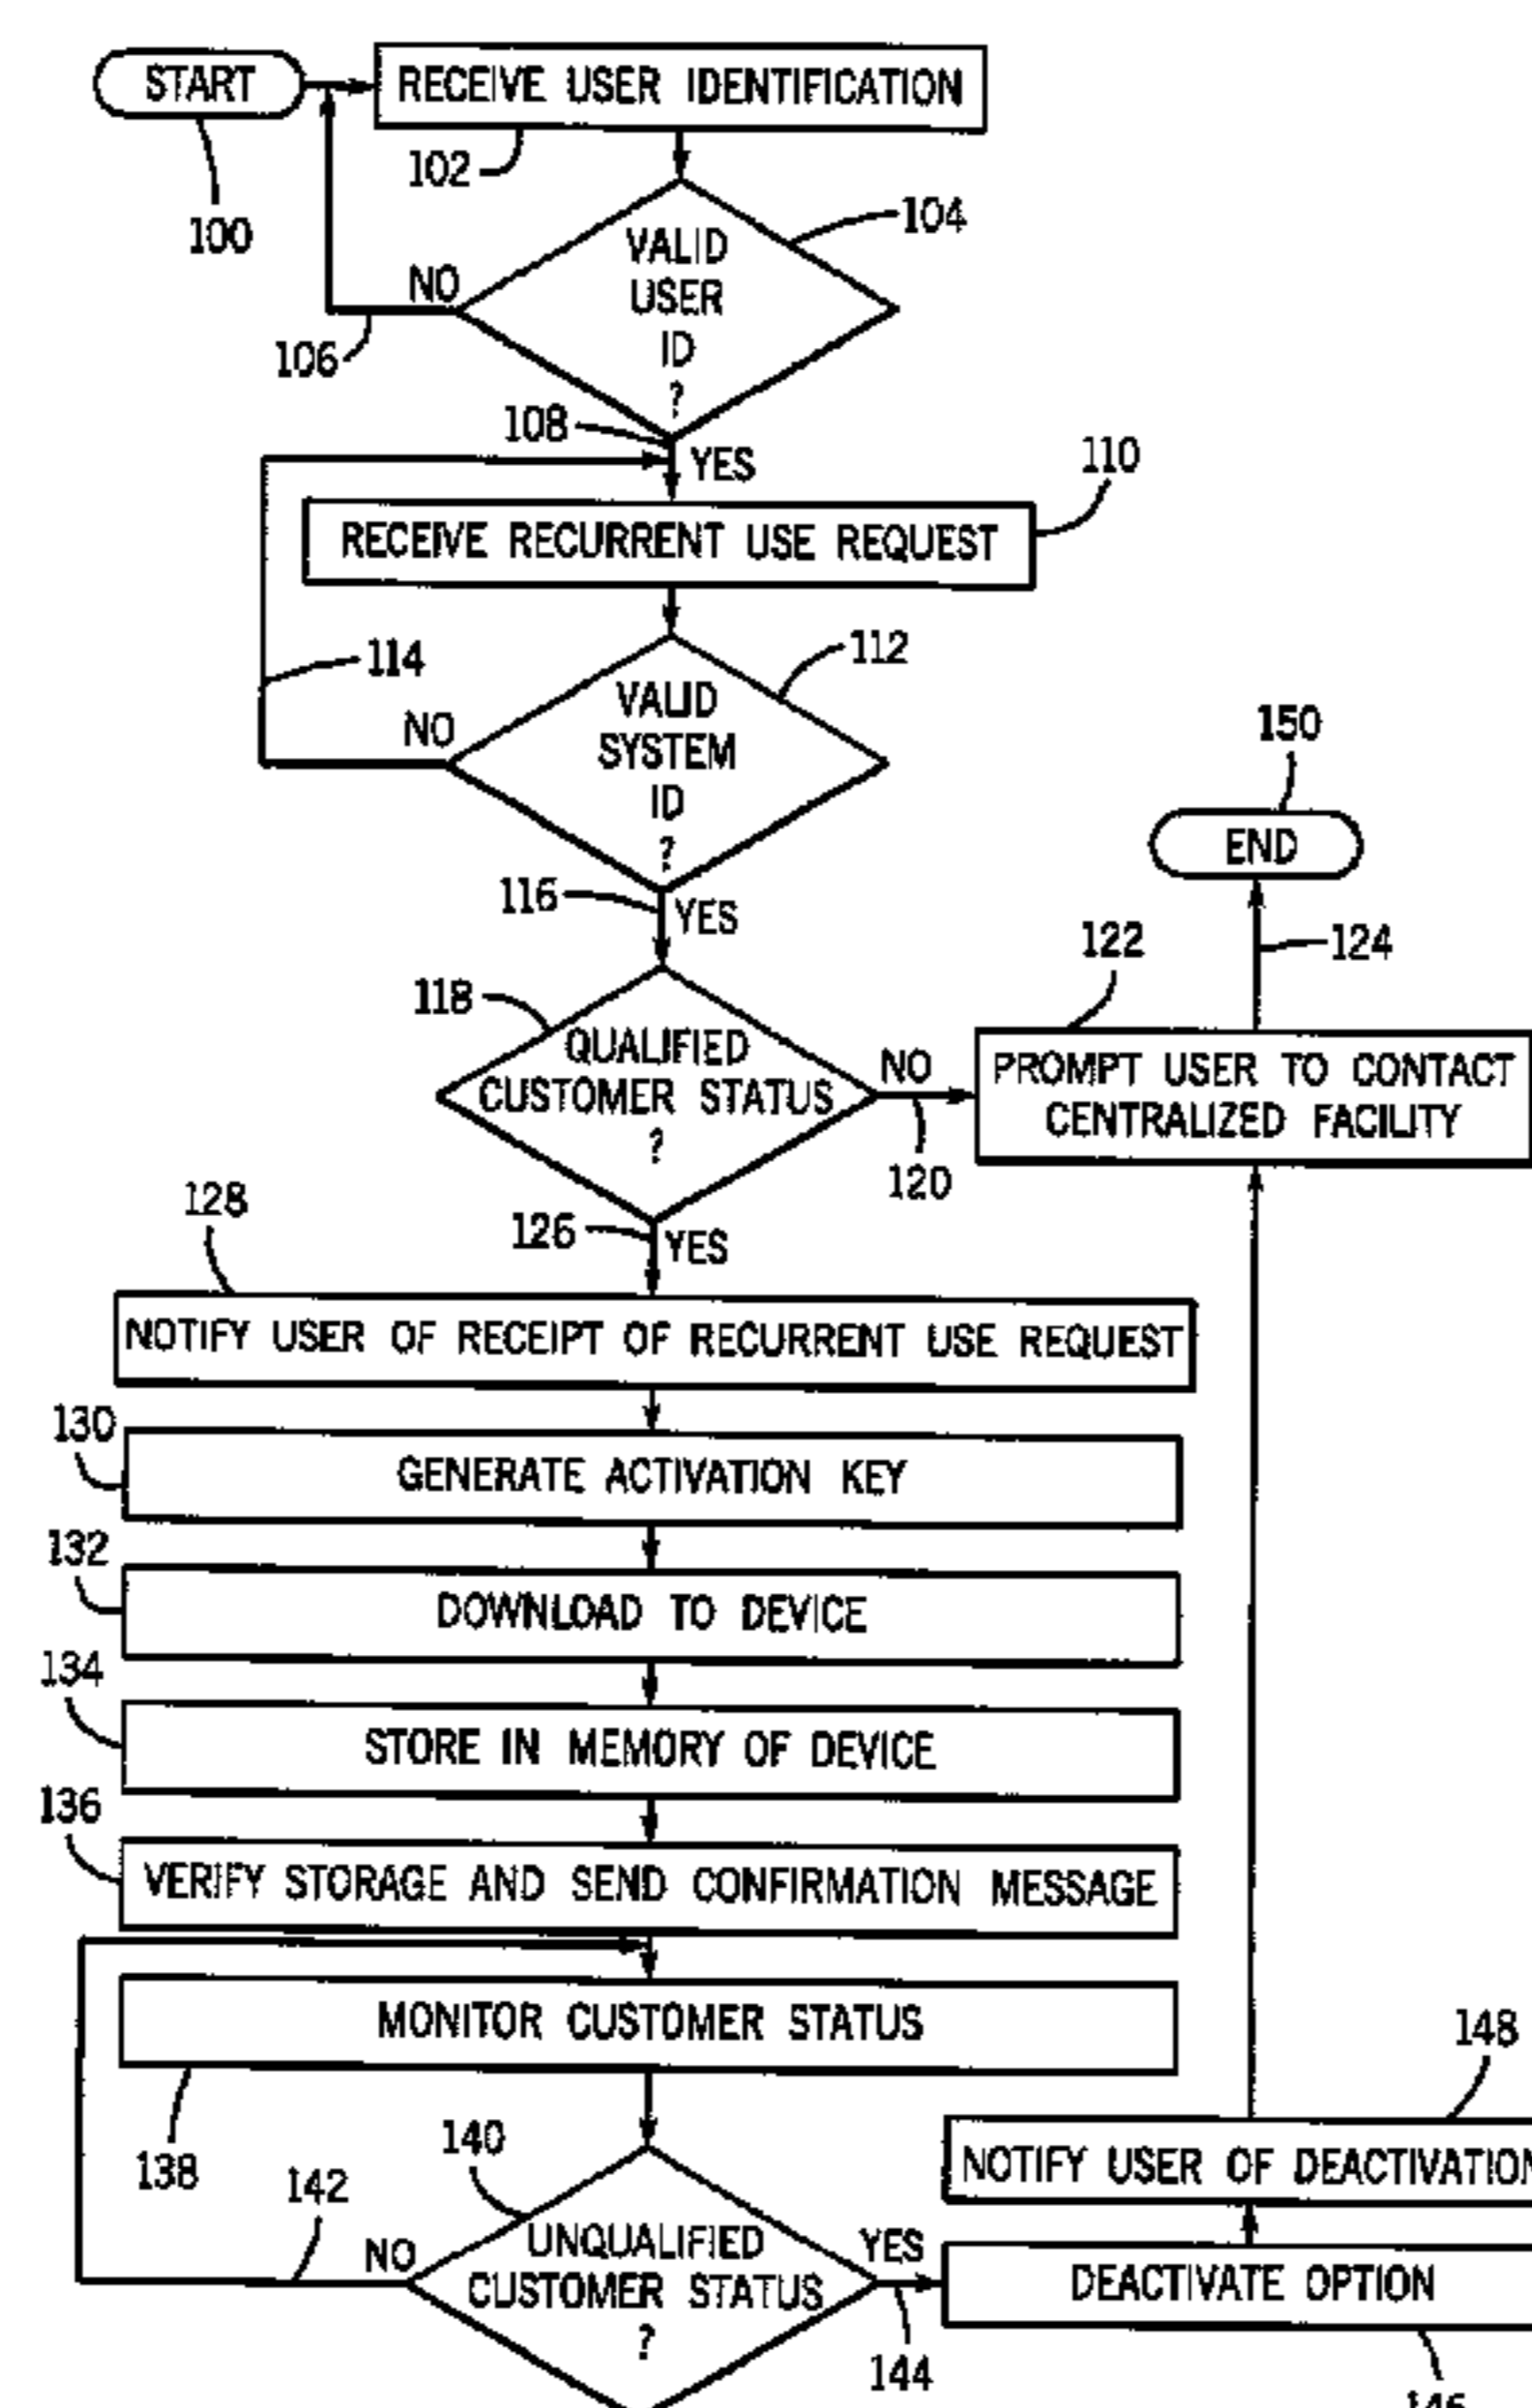 START
RECEIVE USER IDENTIFICATION
102
100
104
VALID
USER
ID
?
NO
106
108
YES
110
RECEIVE RECURRENT USE REQUEST
112
114
VALID
SYSTEM
ID
?
NO
150
END
116
YES
124
122
118
QUALIFIED
CUSTOMER STATUS
?
NO
120
PROMPT USER TO CONTACT
CENTRALIZED FACILITY
126
YES
128
NOTIFY USER OF RECEIPT OF RECURRENT USE REQUEST
130
GENERATE ACTIVATION KEY
132
DOWNLOAD TO DEVICE
134
STORE IN MEMORY OF DEVICE
136
VERIFY STORAGE AND SEND CONFIRMATION MESSAGE
MONITOR CUSTOMER STATUS
138
148
NOTIFY USER OF DEACTIVATION
140
142
NO
UNQUALIFIED
CUSTOMER STATUS
?
YES
144
DEACTIVATE OPTION